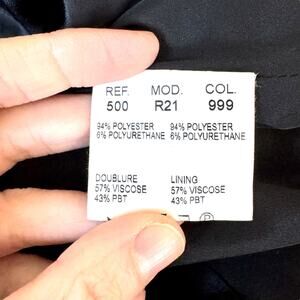 REF. MOD. COL.
500 R21 999
94% POLYESTER 94% POLYESTER
6% POLYURETHANE 6% POLYURETHANE
DOUBLURE LINING
57% VISCOSE 57% VISCOSE
43% PBT 43% PBT
P